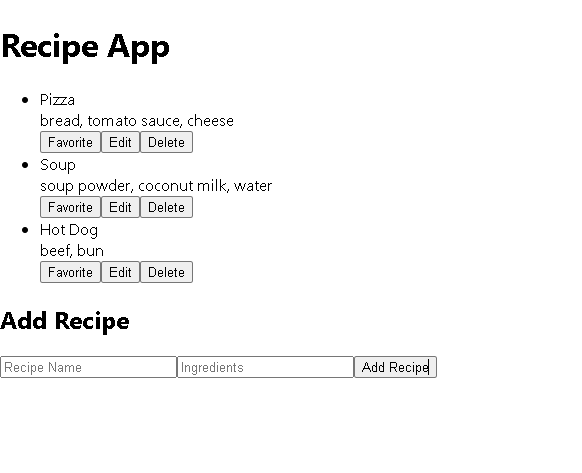 Recipe App
Pizza
bread, tomato sauce, cheese
Favorite Edit Delete
Soup
soup powder, coconut milk, water
Favorite Edit Delete
Hot Dog
beef, bun
Favorite Edit Delete
Add Recipe
Recipe Name Ingredients Add Recipe